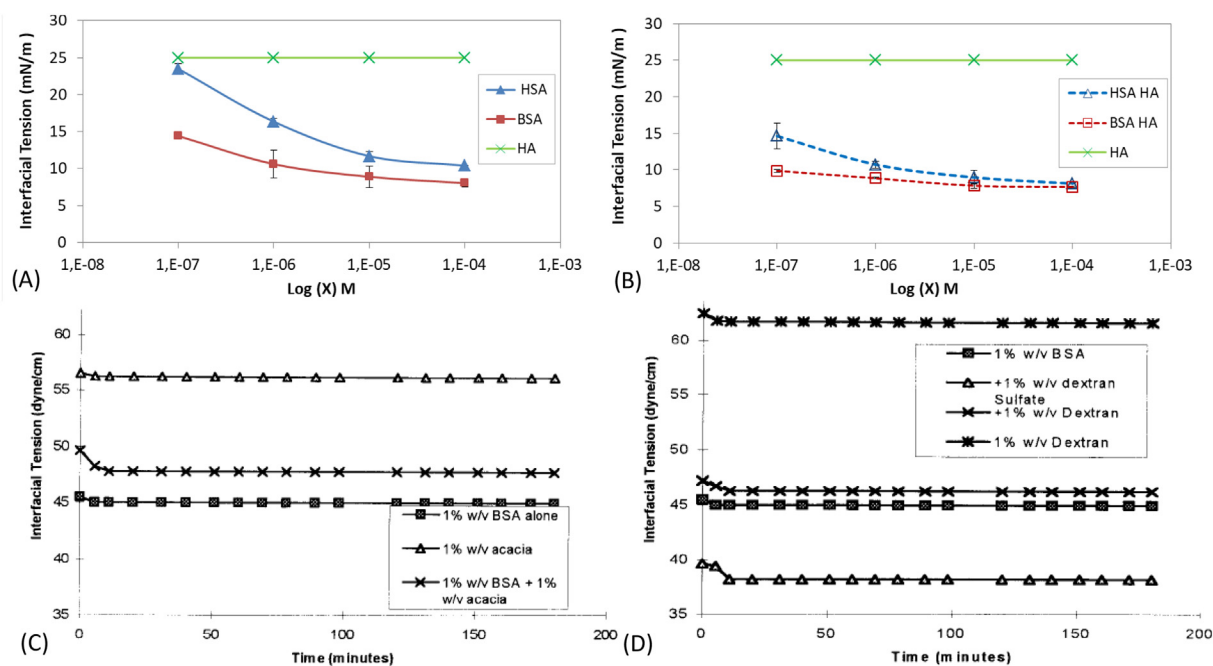 30
25
20
15
10
5
0
Interfacial Tension (mN/m )
HSA
BSA
HA
1,E-08 1,E-07 1,E-06 1,E-05 1,E-04 1,E-03
Log (X) M
(A)
30
25
20
15
10
5
0
Interfacial Tension (mN/m)
HSA HA
BSA HA
HA
1,E-08 1,E-07 1,E-06 1,E-05 1,E-04 1,E-03
Log (X) M
(B)
60
55
50
45
40
35
Interfacial Tension (dyne/cm)
1% w/v BSA alone
1% w/v acacia
1% w/v BSA + 1%
w/v acacia
0 50 100 150 200
Time (minutes)
(C)
60
55
50
45
40
35
Interfacial Tension (dyne/cm)
1% w/v BSA
+1% w/v dextran
Sulfate
+1% w/v Dextran
1% w/v Dextran
0 50 100 150 200
Time (minutes)
(D)